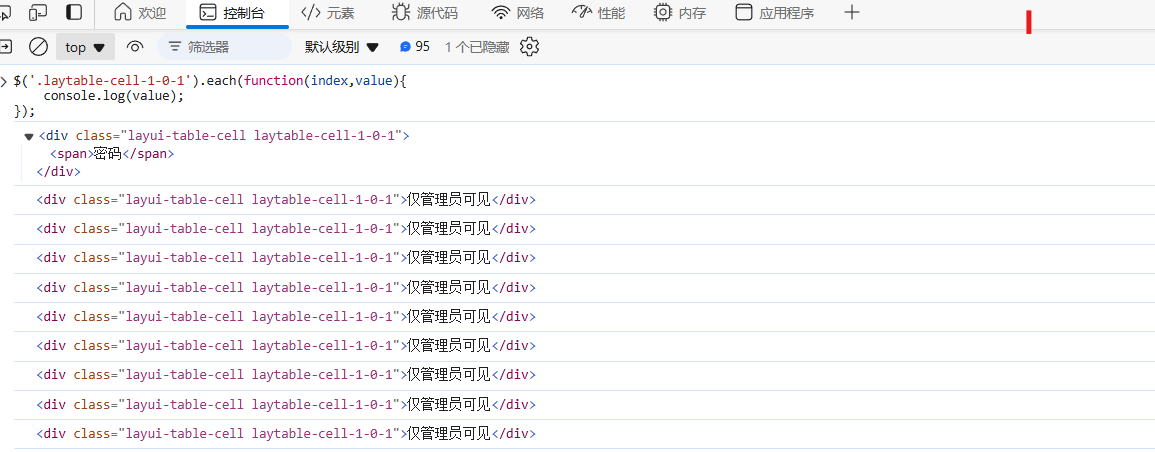 欢迎 控制台 元素 源代码 网络 性能 内存 应用程序
top 筛选器 默认级别 95 1 个已隐藏
$('.laytable-cell-1-0-1').each(function(index,value){
console.log(value);
});
<div class="layui-table-cell laytable-cell-1-0-1">
<span>密码</span>
</div>
<div class="layui-table-cell laytable-cell-1-0-1">仅管理员可见</div>
<div class="layui-table-cell laytable-cell-1-0-1">仅管理员可见</div>
<div class="layui-table-cell laytable-cell-1-0-1">仅管理员可见</div>
<div class="layui-table-cell laytable-cell-1-0-1">仅管理员可见</div>
<div class="layui-table-cell laytable-cell-1-0-1">仅管理员可见</div>
<div class="layui-table-cell laytable-cell-1-0-1">仅管理员可见</div>
<div class="layui-table-cell laytable-cell-1-0-1">仅管理员可见</div>
<div class="layui-table-cell laytable-cell-1-0-1">仅管理员可见</div>
<div class="layui-table-cell laytable-cell-1-0-1">仅管理员可见</div>